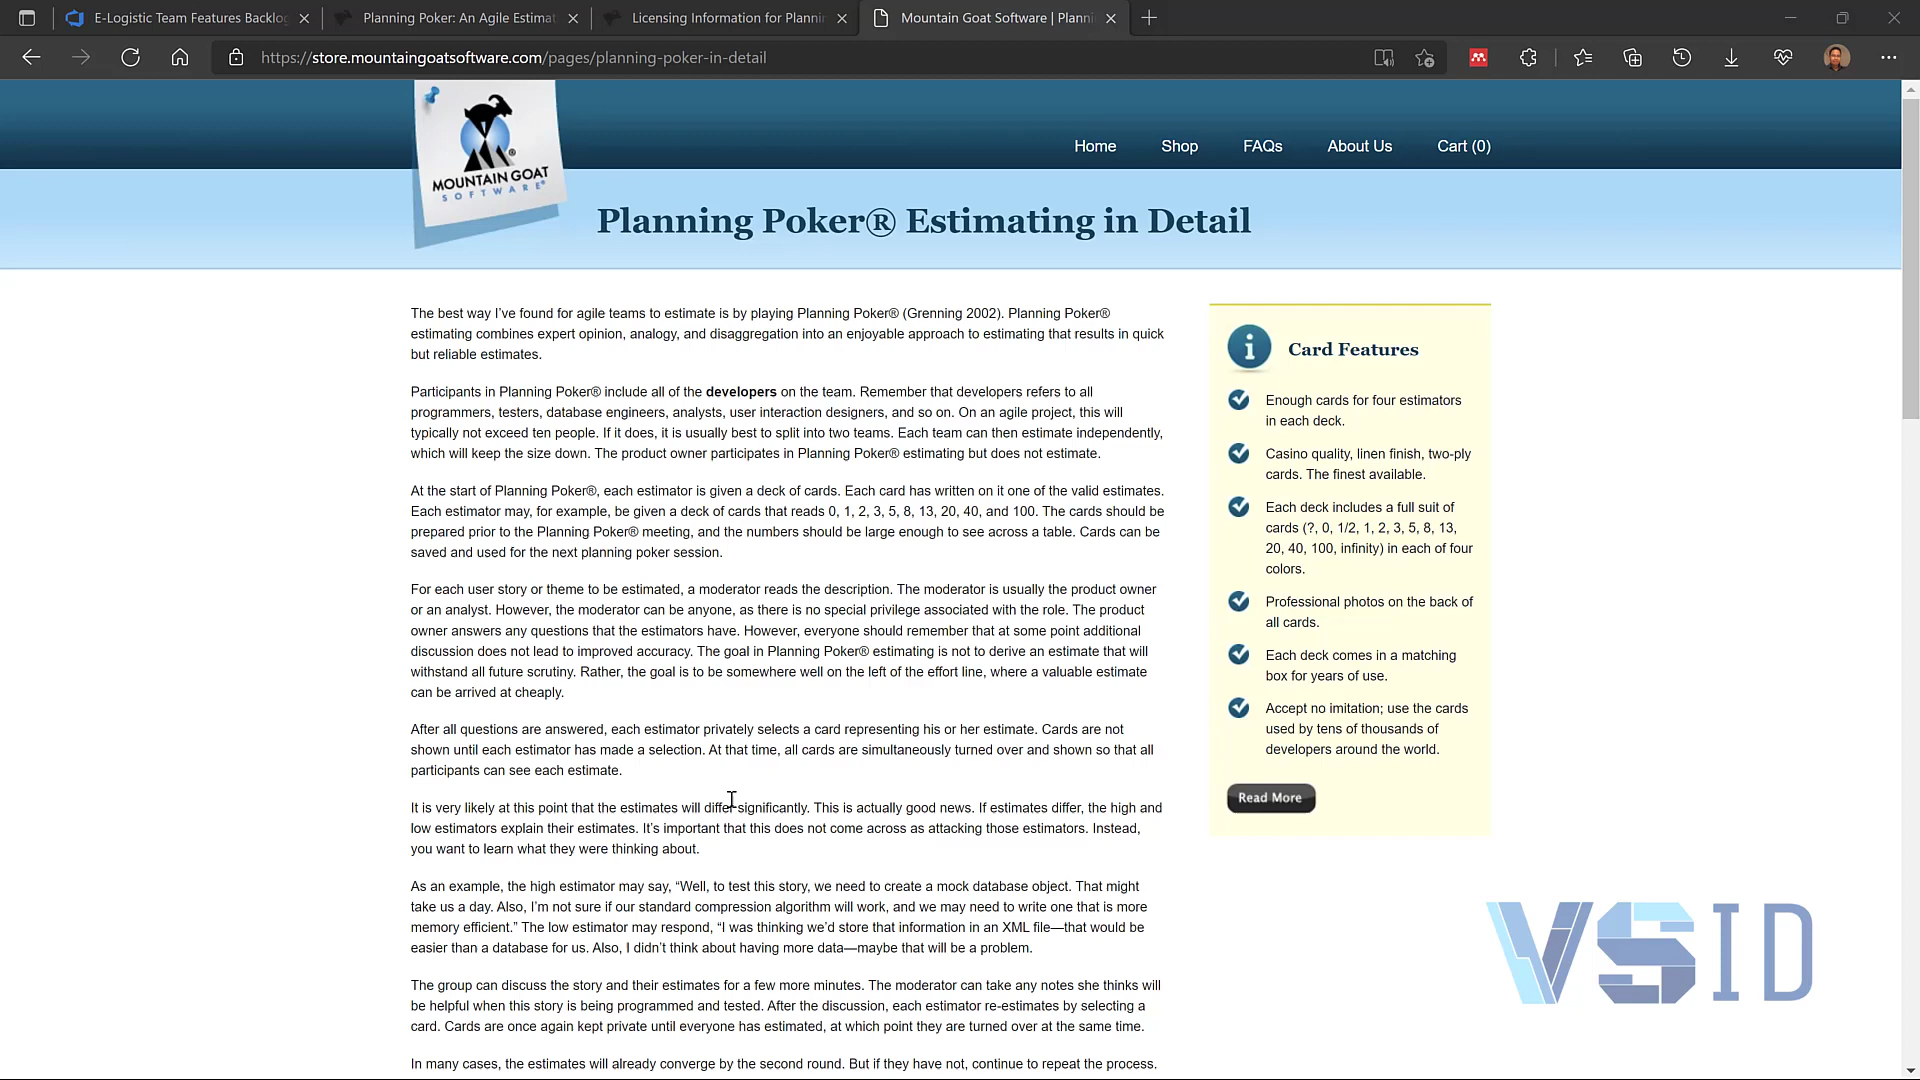 E-Logistic Team Features Backlog
Planning Poker: An Agile Estimat
Licensing Information for Plannin
Mountain Goat Software | Plannin
https://store.mountaingoatsoftware.com/pages/planning-poker-in-detail
MOUNTAIN GOAT
SOFTWARE®
Home Shop FAQs About Us Cart (0)
Planning Poker® Estimating in Detail
The best way I've found for agile teams to estimate is by playing Planning Poker® (Grenning 2002). Planning Poker®
estimating combines expert opinion, analogy, and disaggregation into an enjoyable approach to estimating that results in quick
but reliable estimates.
Participants in Planning Poker® include all of the developers on the team. Remember that developers refers to all
programmers, testers, database engineers, analysts, user interaction designers, and so on. On an agile project, this will
typically not exceed ten people. If it does, it is usually best to split into two teams. Each team can then estimate independently,
which will keep the size down. The product owner participates in Planning Poker® estimating but does not estimate.
At the start of Planning Poker®, each estimator is given a deck of cards. Each card has written on it one of the valid estimates.
Each estimator may, for example, be given a deck of cards that reads 0, 1, 2, 3, 5, 8, 13, 20, 40, and 100. The cards should be
prepared prior to the Planning Poker® meeting, and the numbers should be large enough to see across a table. Cards can be
saved and used for the next planning poker session.
For each user story or theme to be estimated, a moderator reads the description. The moderator is usually the product owner
or an analyst. However, the moderator can be anyone, as there is no special privilege associated with the role. The product
owner answers any questions that the estimators have. However, everyone should remember that at some point additional
discussion does not lead to improved accuracy. The goal in Planning Poker® estimating is not to derive an estimate that will
withstand all future scrutiny. Rather, the goal is to be somewhere well on the left of the effort line, where a valuable estimate
can be arrived at cheaply.
After all questions are answered, each estimator privately selects a card representing his or her estimate. Cards are not
shown until each estimator has made a selection. At that time, all cards are simultaneously turned over and shown so that all
participants can see each estimate.
It is very likely at this point that the estimates will differ significantly. This is actually good news. If estimates differ, the high and
low estimators explain their estimates. It's important that this does not come across as attacking those estimators. Instead,
you want to learn what they were thinking about.
As an example, the high estimator may say, “Well, to test this story, we need to create a mock database object. That might
take us a day. Also, I'm not sure if our standard compression algorithm will work, and we may need to write one that is more
memory efficient.” The low estimator may respond, “I was thinking we'd store that information in an XML file—that would be
easier than a database for us. Also, I didn't think about having more data—maybe that will be a problem.
The group can discuss the story and their estimates for a few more minutes. The moderator can take any notes she thinks will
be helpful when this story is being programmed and tested. After the discussion, each estimator re-estimates by selecting a
card. Cards are once again kept private until everyone has estimated, at which point they are turned over at the same time.
In many cases, the estimates will already converge by the second round. But if they have not, continue to repeat the process.
Card Features
Enough cards for four estimators
in each deck.
Casino quality, linen finish, two-ply
cards. The finest available.
Each deck includes a full suit of
cards (?, 0, 1/2, 1, 2, 3, 5, 8, 13,
20, 40, 100, infinity) in each of four
colors.
Professional photos on the back of
all cards.
Each deck comes in a matching
box for years of use.
Accept no imitation; use the cards
used by tens of thousands of
developers around the world.
Read More
VSID